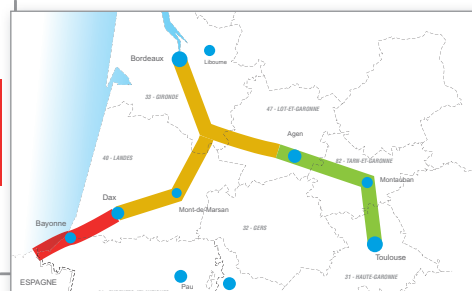 Bordeaux
Libourne
33 - GIRONDE
47 - LOT-ET-GARONNE
Agen
40 - LANDES
82 - TARN-ET-GARONNE
Montauban
Dax
Mont-de-Marsan
Bayonne
32 - GERS
Toulouse
ESPAGNE
31 - HAUTE-GARONNE
Pau